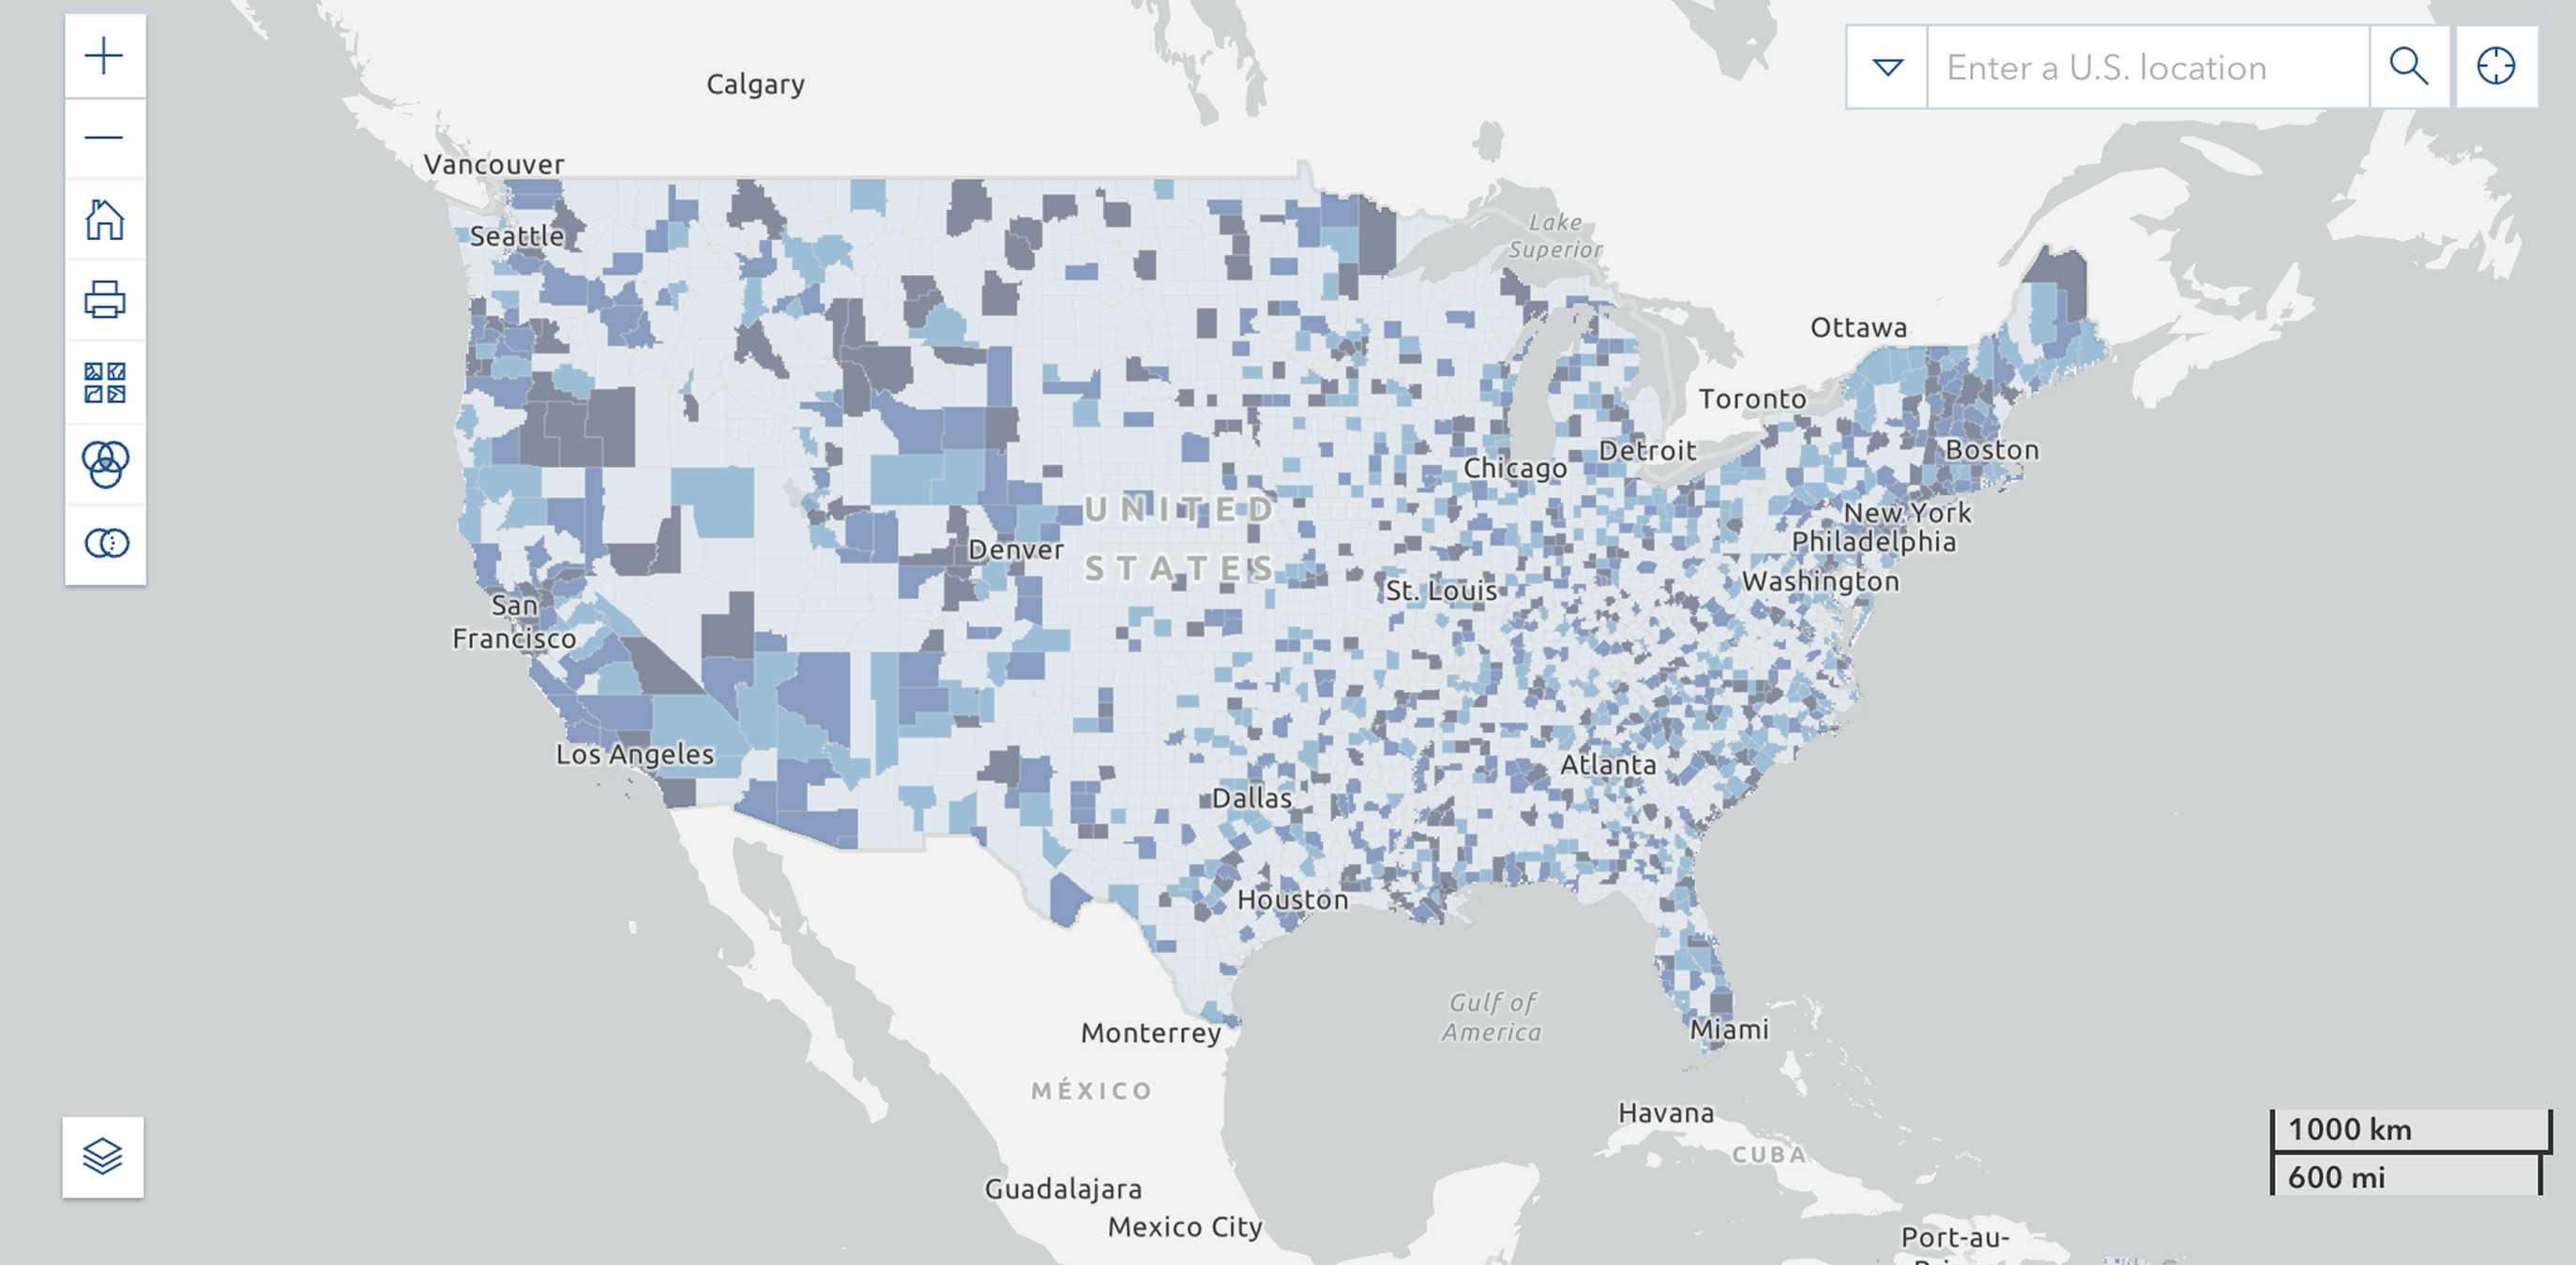 Enter a U.S. location
Calgary
Vancouver
Seattle
Lake
Superior
Ottawa
Toronto
Boston
Detroit
Chicago
New York
UNITED
Philadelphia
Denver
STATES
Washington
St. Louis
San
Francisco
Los Angeles
Atlanta
Dallas
Houston
Gulf of
America
Miami
Monterrey
MÉXICO
Havana
CUBA
1000 km
600 mi
Guadalajara
Mexico City
Port-au-